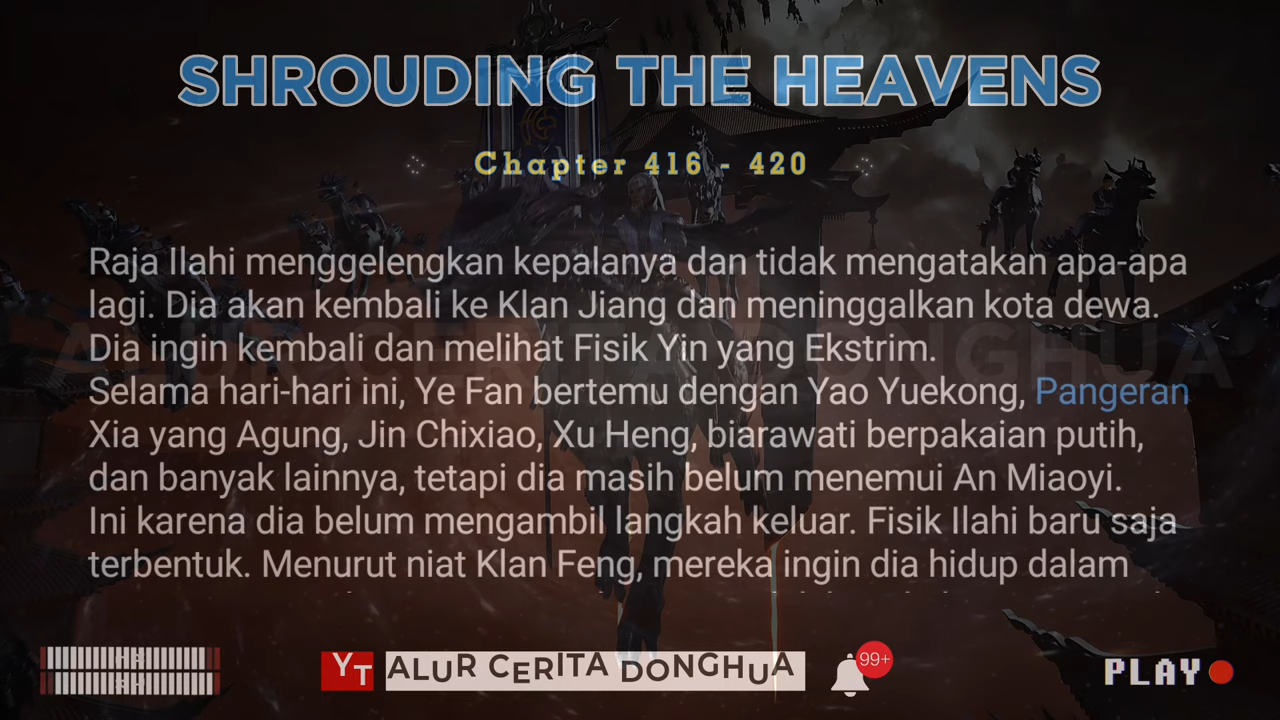 SHROUDING THE HEAVENS
Chapter 416 - 420
Raja Ilahi menggelengkan kepalanya dan tidak mengatakan apa-apa
lagi. Dia akan kembali ke Klan Jiang dan meninggalkan kota dewa.
Dia ingin kembali dan melihat Fisik Yin yang Ekstrim.
Selama hari-hari ini, Ye Fan bertemu dengan Yao Yuekong, Pangeran
Xia yang Agung, Jin Chixiao, Xu Heng, biarawati berpakaian putih,
dan banyak lainnya, tetapi dia masih belum menemui An Miaoyi.
Ini karena dia belum mengambil langkah keluar. Fisik Ilahi baru saja
terbentuk. Menurut niat Klan Feng, mereka ingin dia hidup dalam
YT ALUR CERITA DONGHUA
99+
PLAY